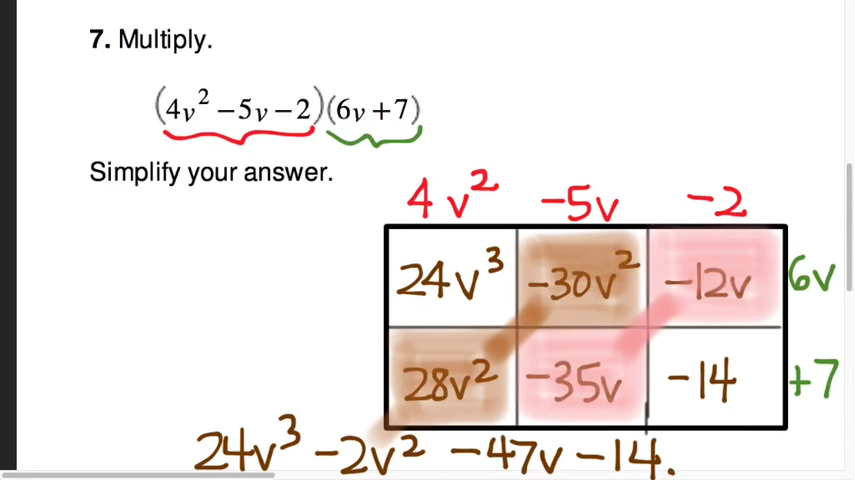 7. Multiply.
(4v² −5v −2)(6v +7)
Simplify your answer.
4v² -5v -2
24v³ -30v² -12v 6v
28v² -35v -14 +7
24v³ -2v² -47v -14.